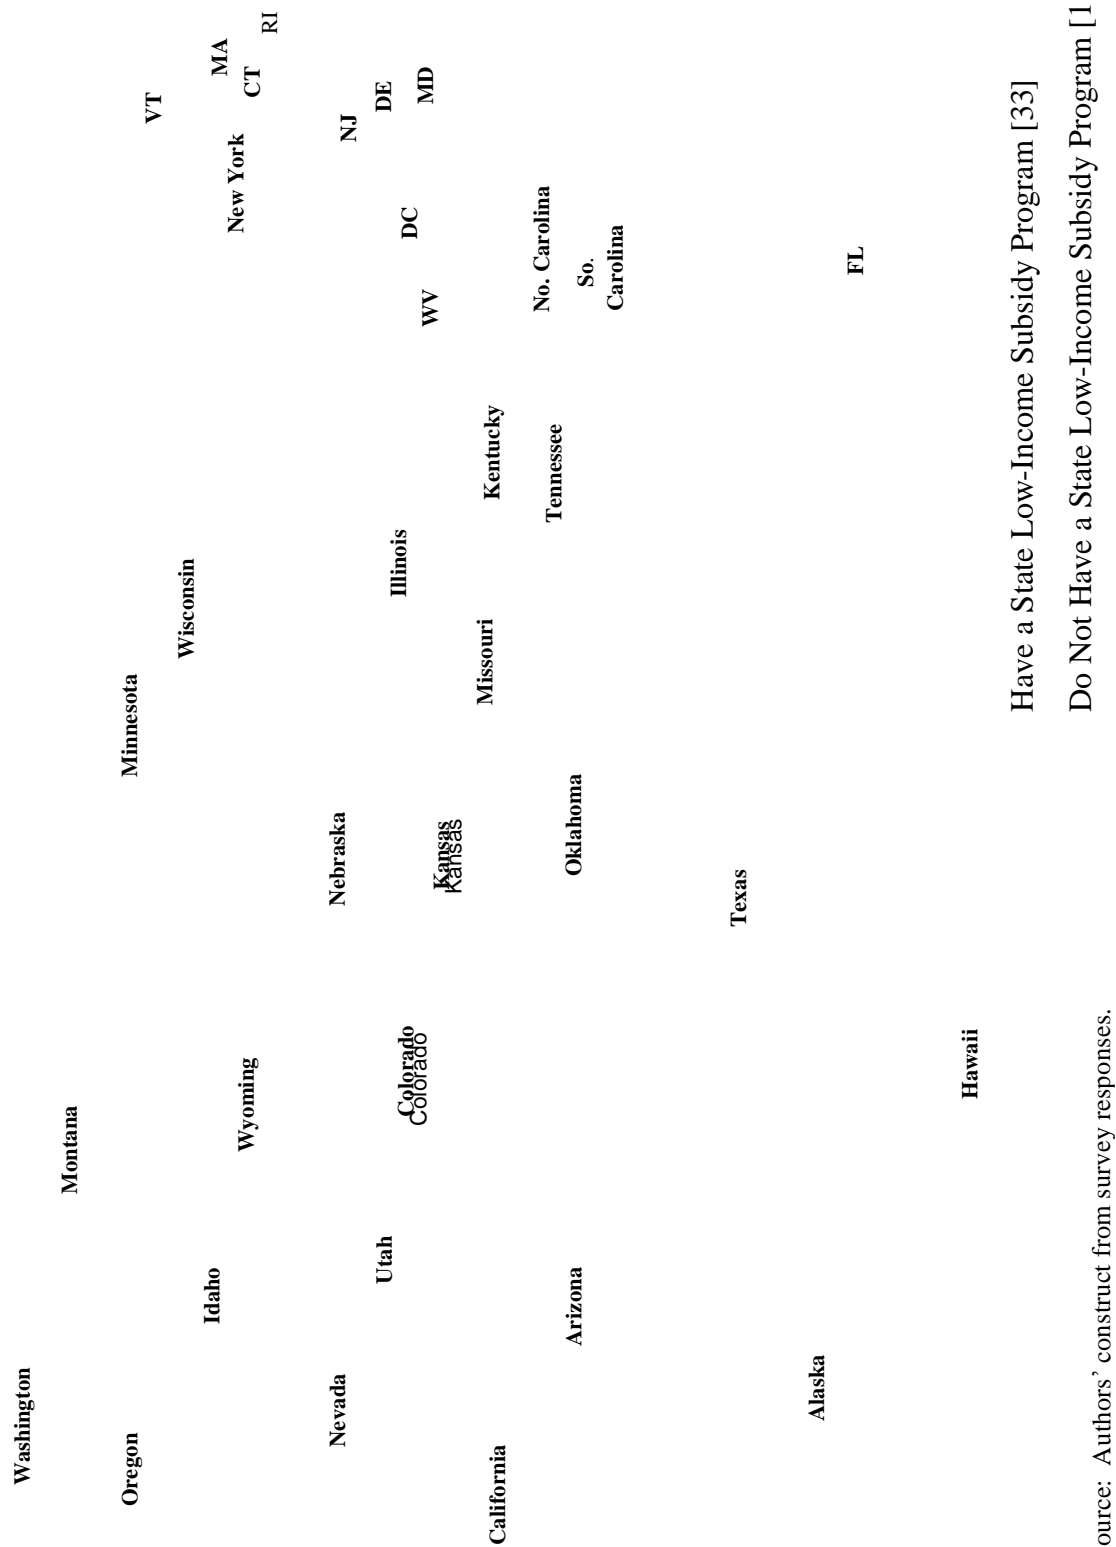 Washington
Montana
Oregon
Minnesota
VT
Wisconsin
Idaho
MA
New York
Wyoming
CT
RI
Nevada
Nebraska
NJ
Utah
DE
Illinois
Colorado
Colorado
DC
WV
MD
Kansas
Kansas
Missouri
Kentucky
California
No. Carolina
Tennessee
Arizona
Oklahoma
So.
Carolina
Texas
Alaska
FL
Hawaii
Have a State Low-Income Subsidy Program [33]
Do Not Have a State Low-Income Subsidy Program [1
ource: Authors’ construct from survey responses.